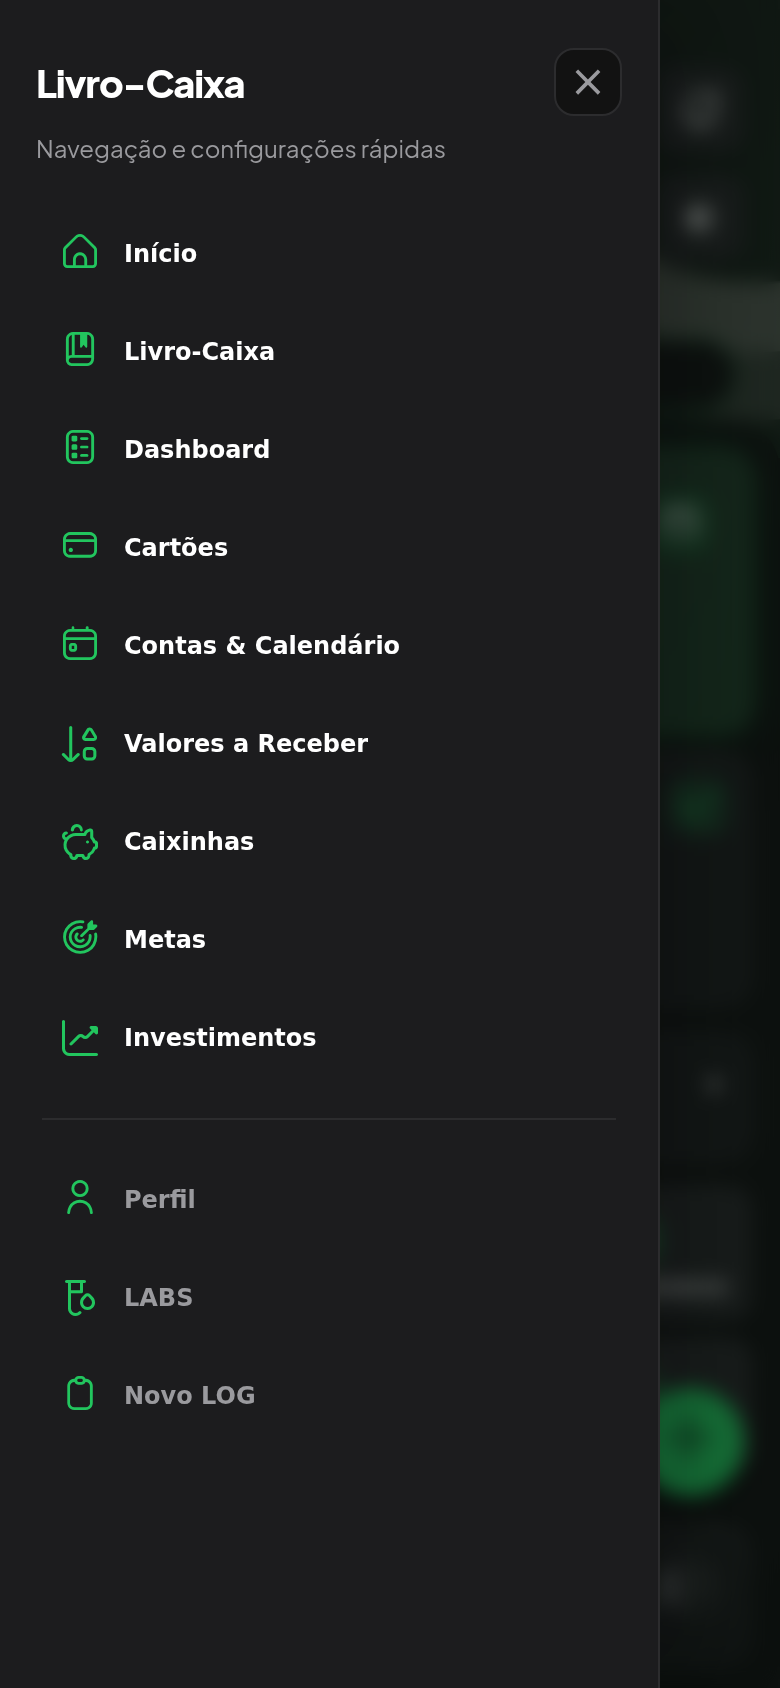 Livro-Caixa
Navegação e configurações rápidas
Início
Livro-Caixa
Dashboard
Cartões
Contas & Calendário
Valores a Receber
Caixinhas
Metas
Investimentos
Perfil
LABS
Novo LOG